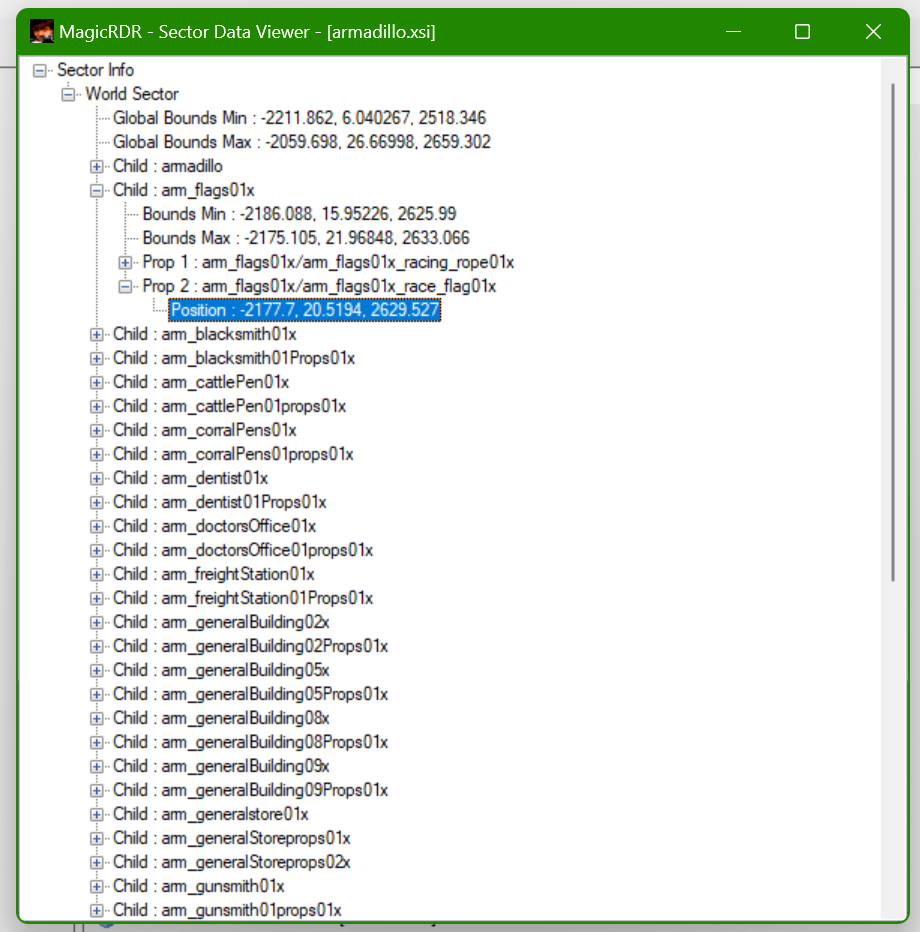 MagicRDR - Sector Data Viewer - [armadillo.xsi]
Sector Info
World Sector
Global Bounds Min : -2211.862, 6.040267, 2518.346
Global Bounds Max : -2059.698, 26.66998, 2659.302
Child : armadillo
Child : arm_flags01x
Bounds Min : -2186.088, 15.95226, 2625.99
Bounds Max : -2175.105, 21.96848, 2633.066
Prop 1 : arm_flags01x/arm_flags01x_racing_rope01x
Prop 2 : arm_flags01x/arm_flags01x_race_flag01x
Position : -2177.7, 20.5194, 2629.527
Child : arm_blacksmith01x
Child : arm_blacksmith01Props01x
Child : arm_cattlePen01x
Child : arm_cattlePen01props01x
Child : arm_corralPens01x
Child : arm_corralPens01props01x
Child : arm_dentist01x
Child : arm_dentist01Props01x
Child : arm_doctorsOffice01x
Child : arm_doctorsOffice01props01x
Child : arm_freightStation01x
Child : arm_freightStation01Props01x
Child : arm_generalBuilding02x
Child : arm_generalBuilding02Props01x
Child : arm_generalBuilding05x
Child : arm_generalBuilding05Props01x
Child : arm_generalBuilding08x
Child : arm_generalBuilding08Props01x
Child : arm_generalBuilding09x
Child : arm_generalBuilding09Props01x
Child : arm_generalstore01x
Child : arm_generalStoreprops01x
Child : arm_generalStoreprops02x
Child : arm_gunsmith01x
Child : arm_gunsmith01props01x